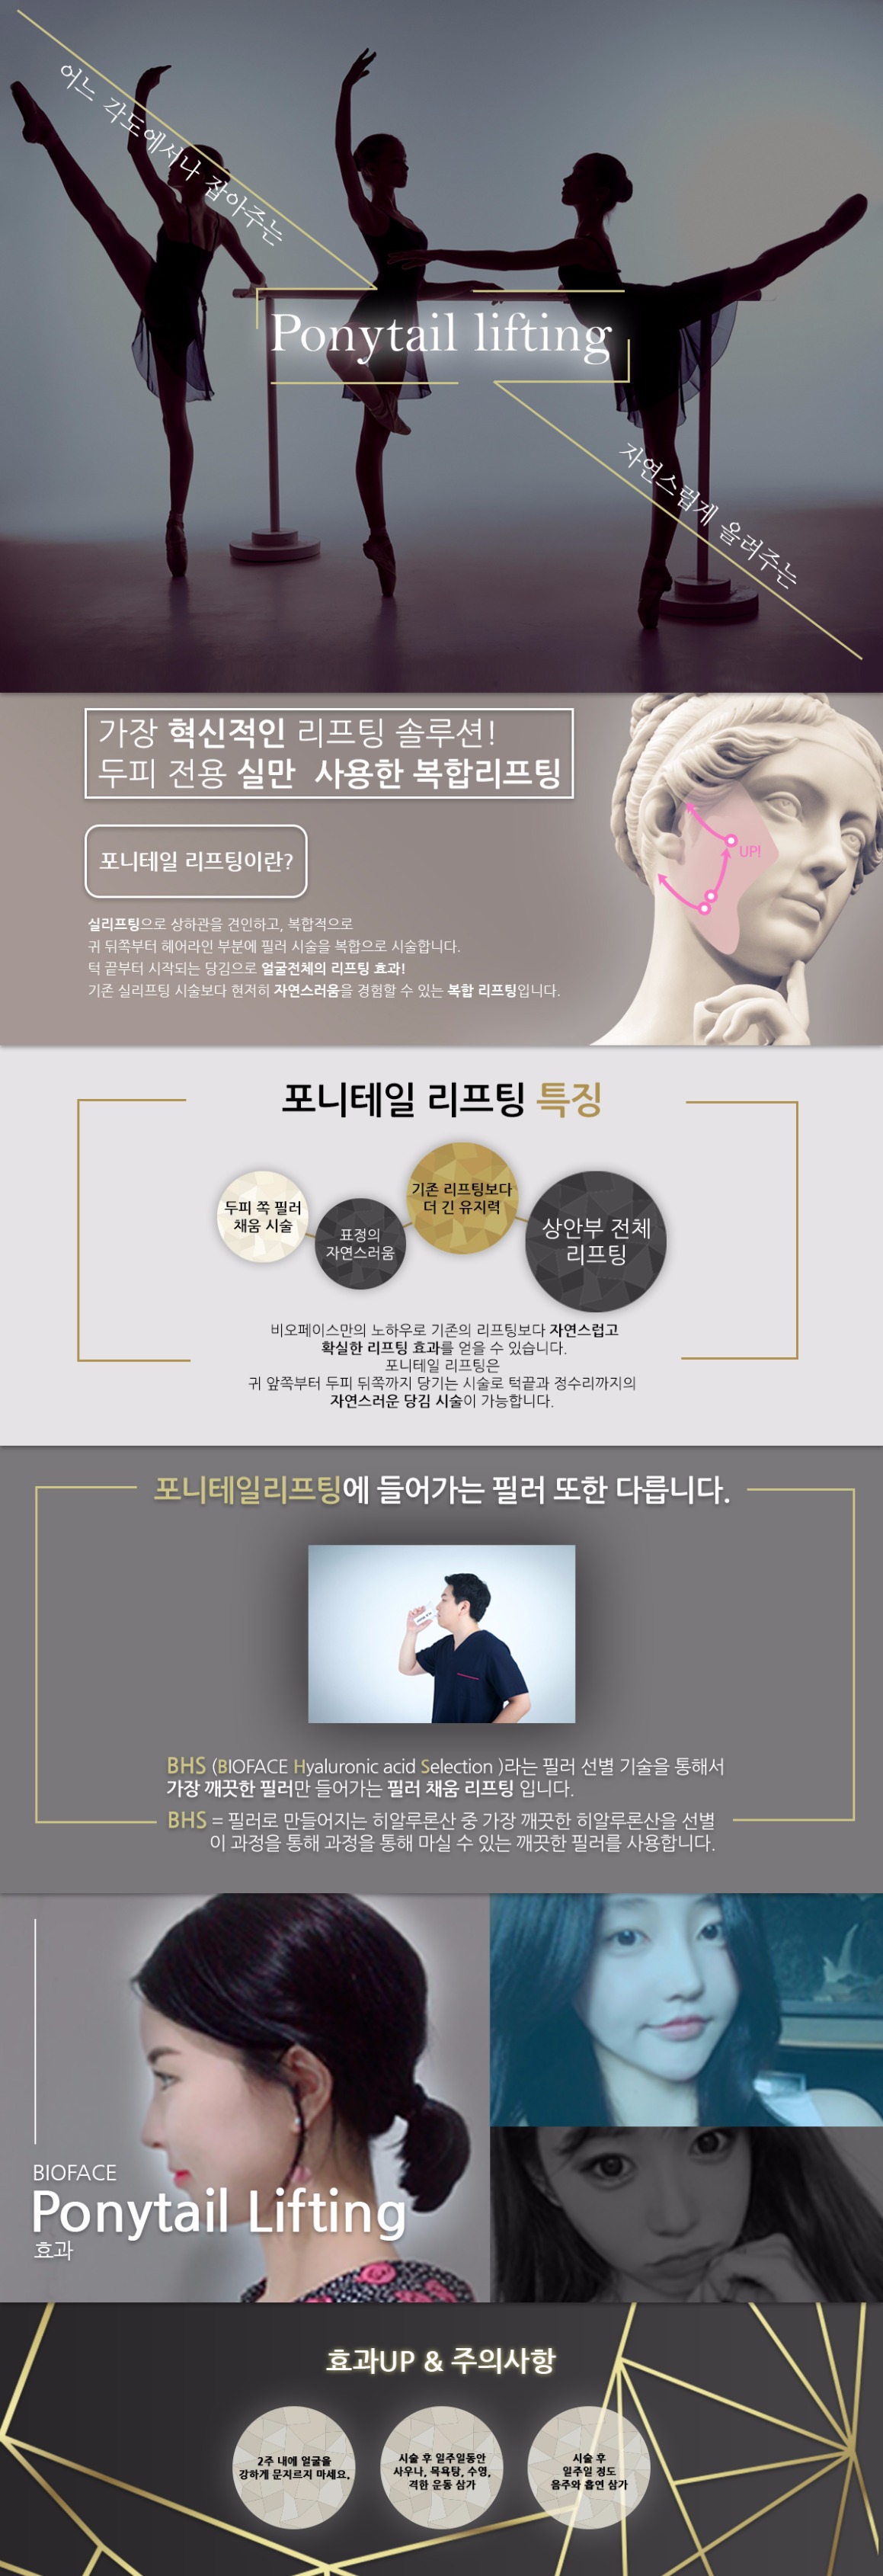 어느 각도에서나 잡아주는
Ponytail lifting
자연스럽게 올려주는
가장 혁신적인 리프팅 솔루션!
두피 전용 실만 사용한 복합리프팅
포니테일 리프팅이란?
UP!
실리프팅으로 상하관을 견인하고, 복합적으로
귀 뒤쪽부터 헤어라인 부분에 필러 시술을 복합으로 시술합니다.
턱 끝부터 시작되는 당김으로 얼굴전체의 리프팅 효과!
기존 실리프팅 시술보다 현저히 자연스러움을 경험할 수 있는 복합 리프팅입니다.
포니테일 리프팅 특징
두피 쪽 필러
채움 시술
표정의
자연스러움
기존 리프팅보다
더 긴 유지력
상안부 전체
리프팅
비오페이스만의 노하우로 기존의 리프팅보다 자연스럽고
확실한 리프팅 효과를 얻을 수 있습니다.
포니테일 리프팅은
귀 앞쪽부터 두피 뒤쪽까지 당기는 시술로 턱끝과 정수리까지의
자연스러운 당김 시술이 가능합니다.
포니테일리프팅에 들어가는 필러 또한 다릅니다.
BHS (BIOFACE Hyaluronic acid Selection )라는 필러 선별 기술을 통해서
가장 깨끗한 필러만 들어가는 필러 채움 리프팅 입니다.
BHS = 필러로 만들어지는 히알루론산 중 가장 깨끗한 히알루론산을 선별
이 과정을 통해 과정을 통해 마실 수 있는 깨끗한 필러를 사용합니다.
BIOFACE
Ponytail Lifting
효과
효과UP & 주의사항
2주 내에 얼굴을
강하게 문지르지 마세요.
시술 후 일주일동안
사우나, 목욕탕, 수영,
격한 운동 삼가
시술 후
일주일 정도
음주와 흡연 삼가